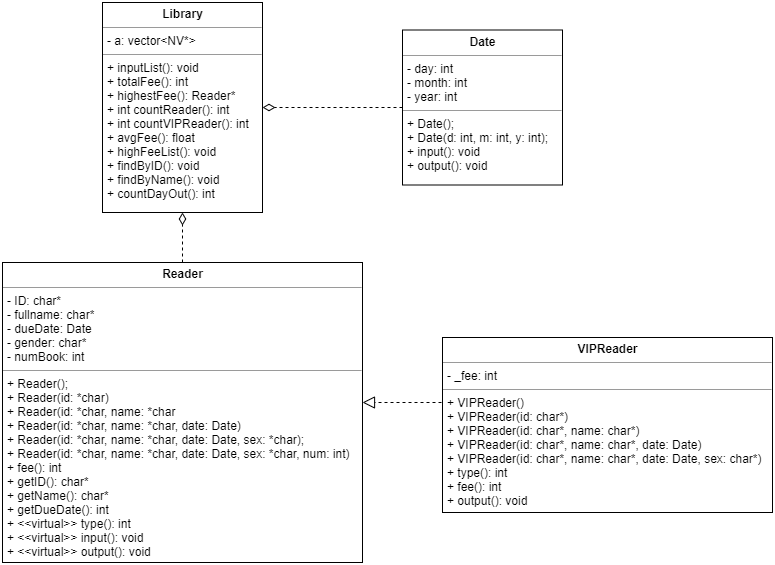 Library
- a: vector<NV*>
+ inputList(): void
+ totalFee(): int
+ highestFee(): Reader*
+ int countReader(): int
+ int countVIPReader(): int
+ avgFee(): float
+ highFeeList(): void
+ findByID(): void
+ findByName(): void
+ countDayOut(): int
Date
- day: int
- month: int
- year: int
+ Date();
+ Date(d: int, m: int, y: int);
+ input(): void
+ output(): void
Reader
- ID: char*
- fullname: char*
- dueDate: Date
- gender: char*
- numBook: int
+ Reader();
+ Reader(id: *char)
+ Reader(id: *char, name: *char
+ Reader(id: *char, name: *char, date: Date)
+ Reader(id: *char, name: *char, date: Date, sex: *char);
+ Reader(id: *char, name: *char, date: Date, sex: *char, num: int)
+ fee(): int
+ getID(): char*
+ getName(): char*
+ getDueDate(): int
+ <<virtual>> type(): int
+ <<virtual>> input(): void
+ <<virtual>> output(): void
VIPReader
- _fee: int
+ VIPReader()
+ VIPReader(id: char*)
+ VIPReader(id: char*, name: char*)
+ VIPReader(id: char*, name: char*, date: Date)
+ VIPReader(id: char*, name: char*, date: Date, sex: char*)
+ type(): int
+ fee(): int
+ output(): void